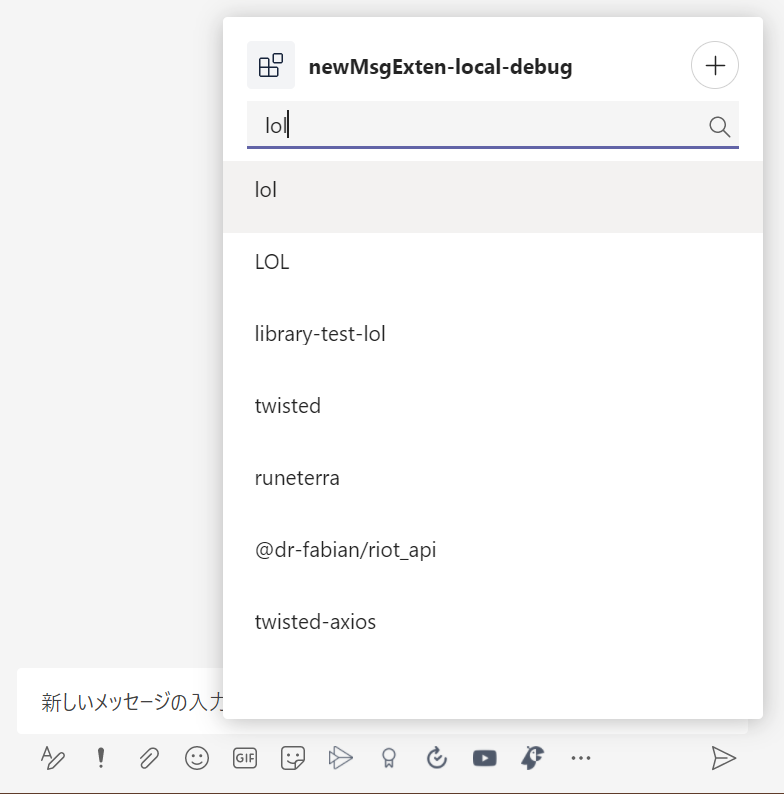 newMsgExten-local-debug
lol
lol
LOL
library-test-lol
twisted
runeterra
@dr-fabian/riot_api
twisted-axios
新しいメッセージの入力
GIF